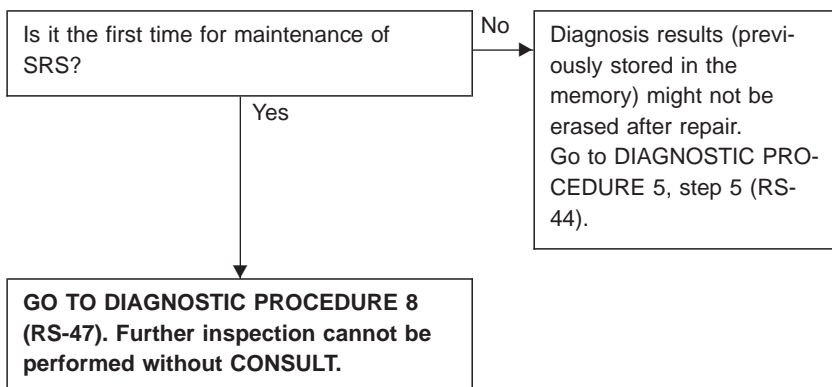 Is it the first time for maintenance of
SRS?
No
Diagnosis results (previ-
ously stored in the
memory) might not be
erased after repair.
Go to DIAGNOSTIC PRO-
CEDURE 5, step 5 (RS-
44).
Yes
GO TO DIAGNOSTIC PROCEDURE 8
(RS-47). Further inspection cannot be
performed without CONSULT.